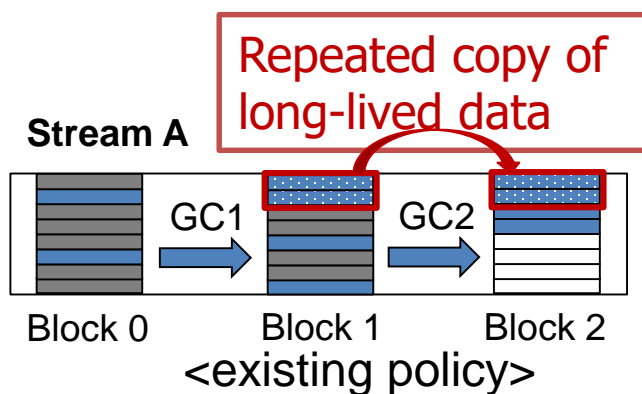 Repeated copy of
long-lived data
Stream A
GC1
GC2
Block 0
Block 1
Block 2
<existing policy>